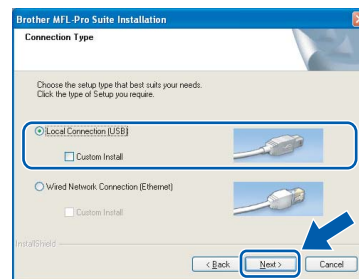 Brother MFL-Pro Suite Installation
Connection Type
Choose the setup type that best suits your needs.
Click the type of Setup you require.
Local Connection (USB)
Custom Install
Wired Network Connection (Ethernet)
Custom Install
InstallShield
< Back Next > Cancel